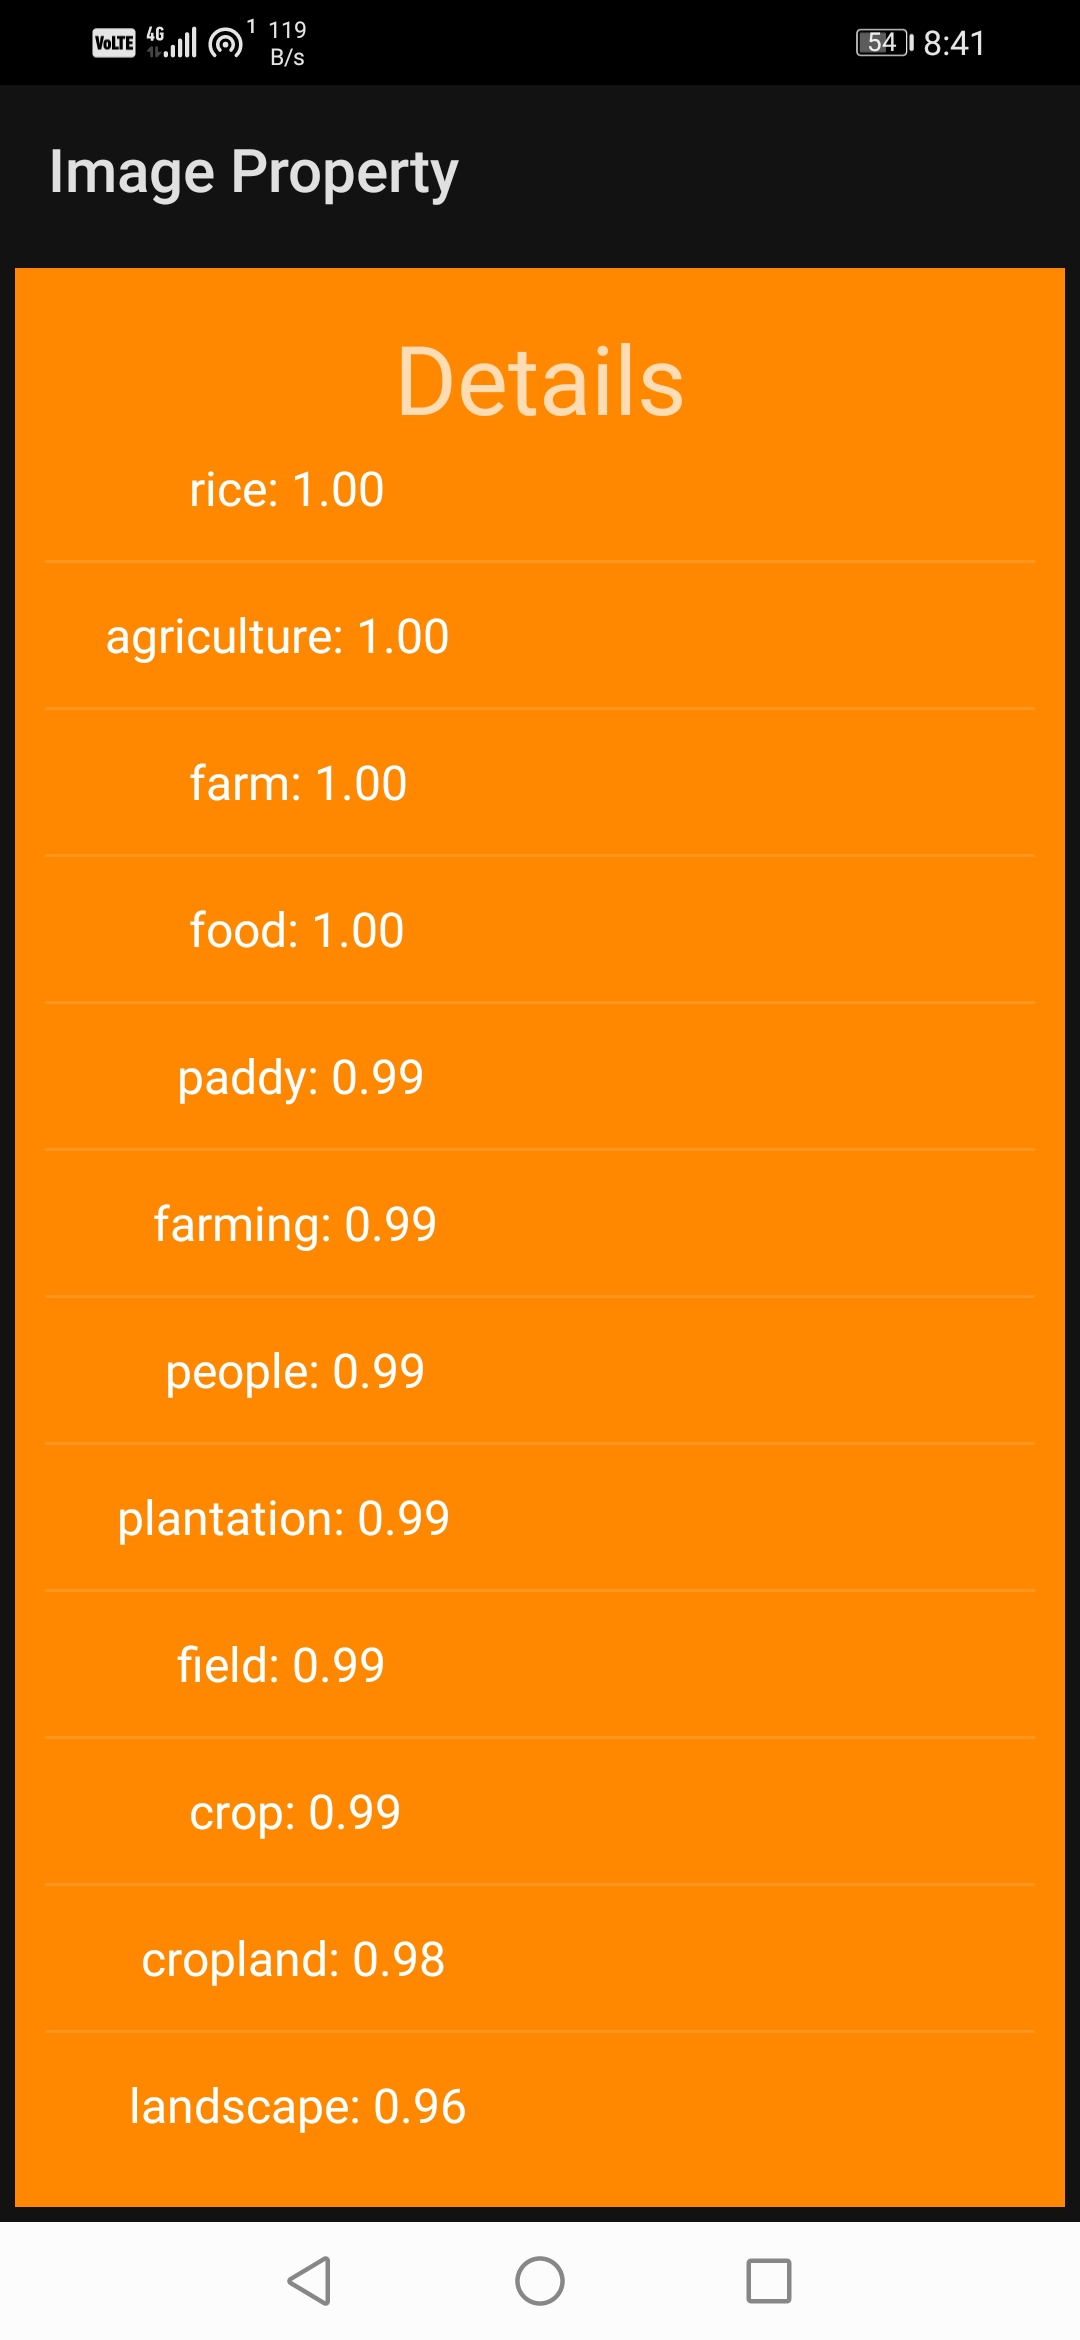 VoLTE 4G 1 119 B/s 54 8:41
Image Property
Details
rice: 1.00
agriculture: 1.00
farm: 1.00
food: 1.00
paddy: 0.99
farming: 0.99
people: 0.99
plantation: 0.99
field: 0.99
crop: 0.99
cropland: 0.98
landscape: 0.96